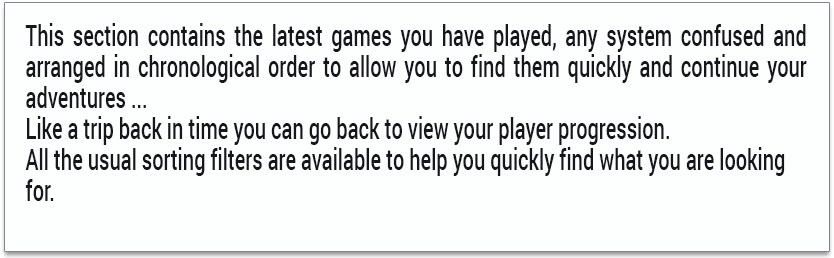 This section contains the latest games you have played, any system confused and
arranged in chronological order to allow you to find them quickly and continue your
adventures ...
Like a trip back in time you can go back to view your player progression.
All the usual sorting filters are available to help you quickly find what you are looking
for.